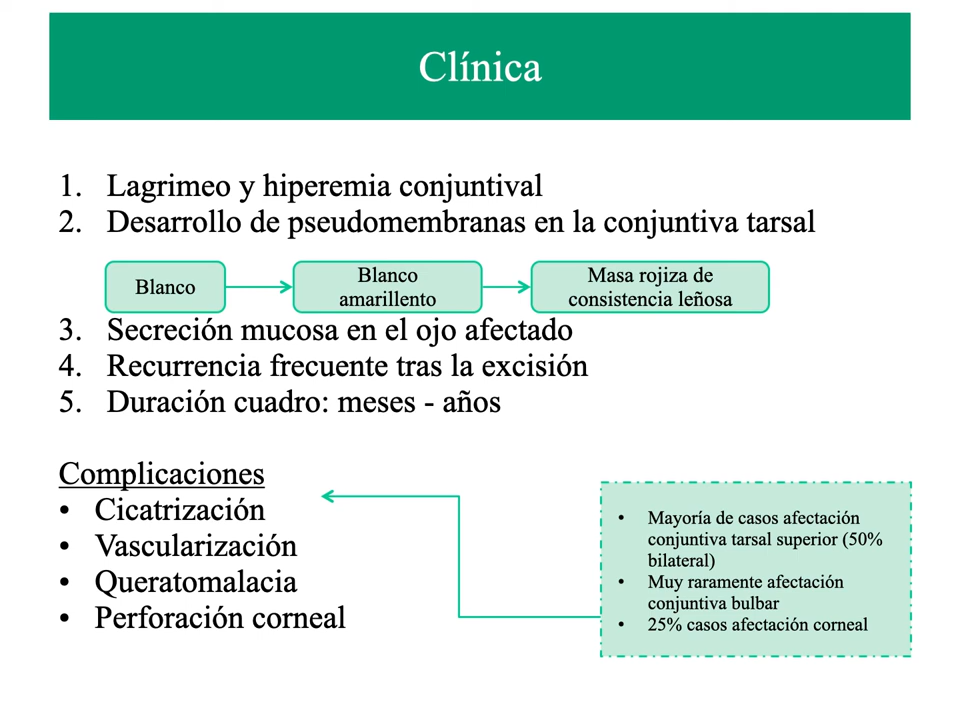 Clínica
1. Lagrimeo y hiperemia conjuntival
2. Desarrollo de pseudomembranas en la conjuntiva tarsal
Blanco
Blanco
amarillento
Masa rojiza de
consistencia leñosa
3. Secreción mucosa en el ojo afectado
4. Recurrencia frecuente tras la excisión
5. Duración cuadro: meses - años
Complicaciones
• Cicatrización
• Vascularización
• Queratomalacia
• Perforación corneal
• Mayoría de casos afectación
conjuntiva tarsal superior (50%
bilateral)
• Muy raramente afectación
conjuntiva bulbar
• 25% casos afectación corneal